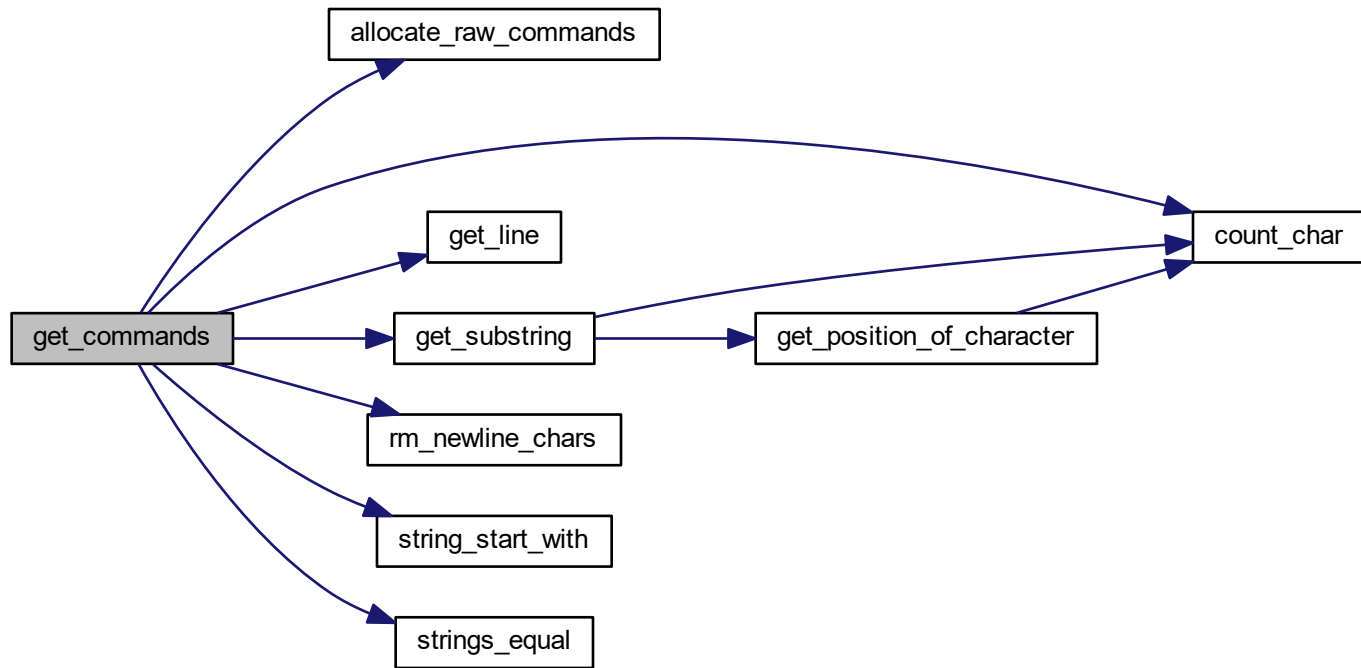 allocate_raw_commands
count_char
get_line
get_commands
get_substring
get_position_of_character
rm_newline_chars
string_start_with
strings_equal